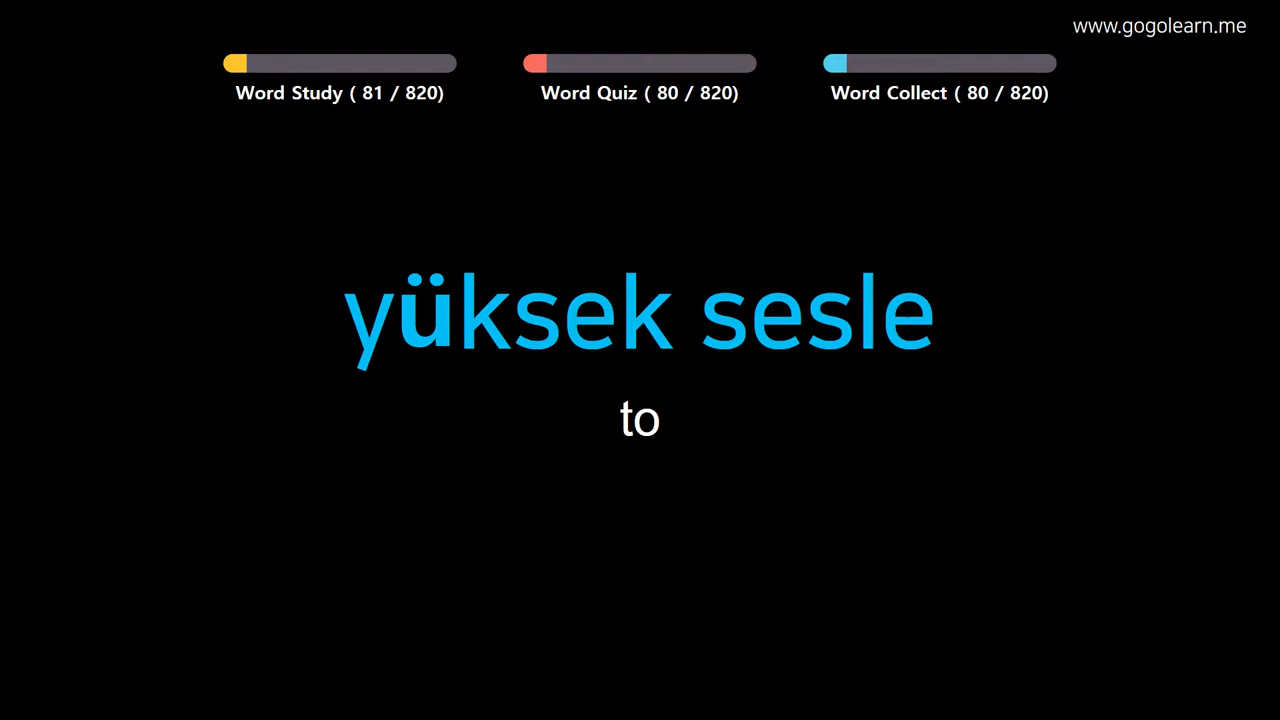 www.gogolearn.me
Word Study ( 81 / 820)
Word Quiz ( 80 / 820)
Word Collect ( 80 / 820)
yüksek sesle
to